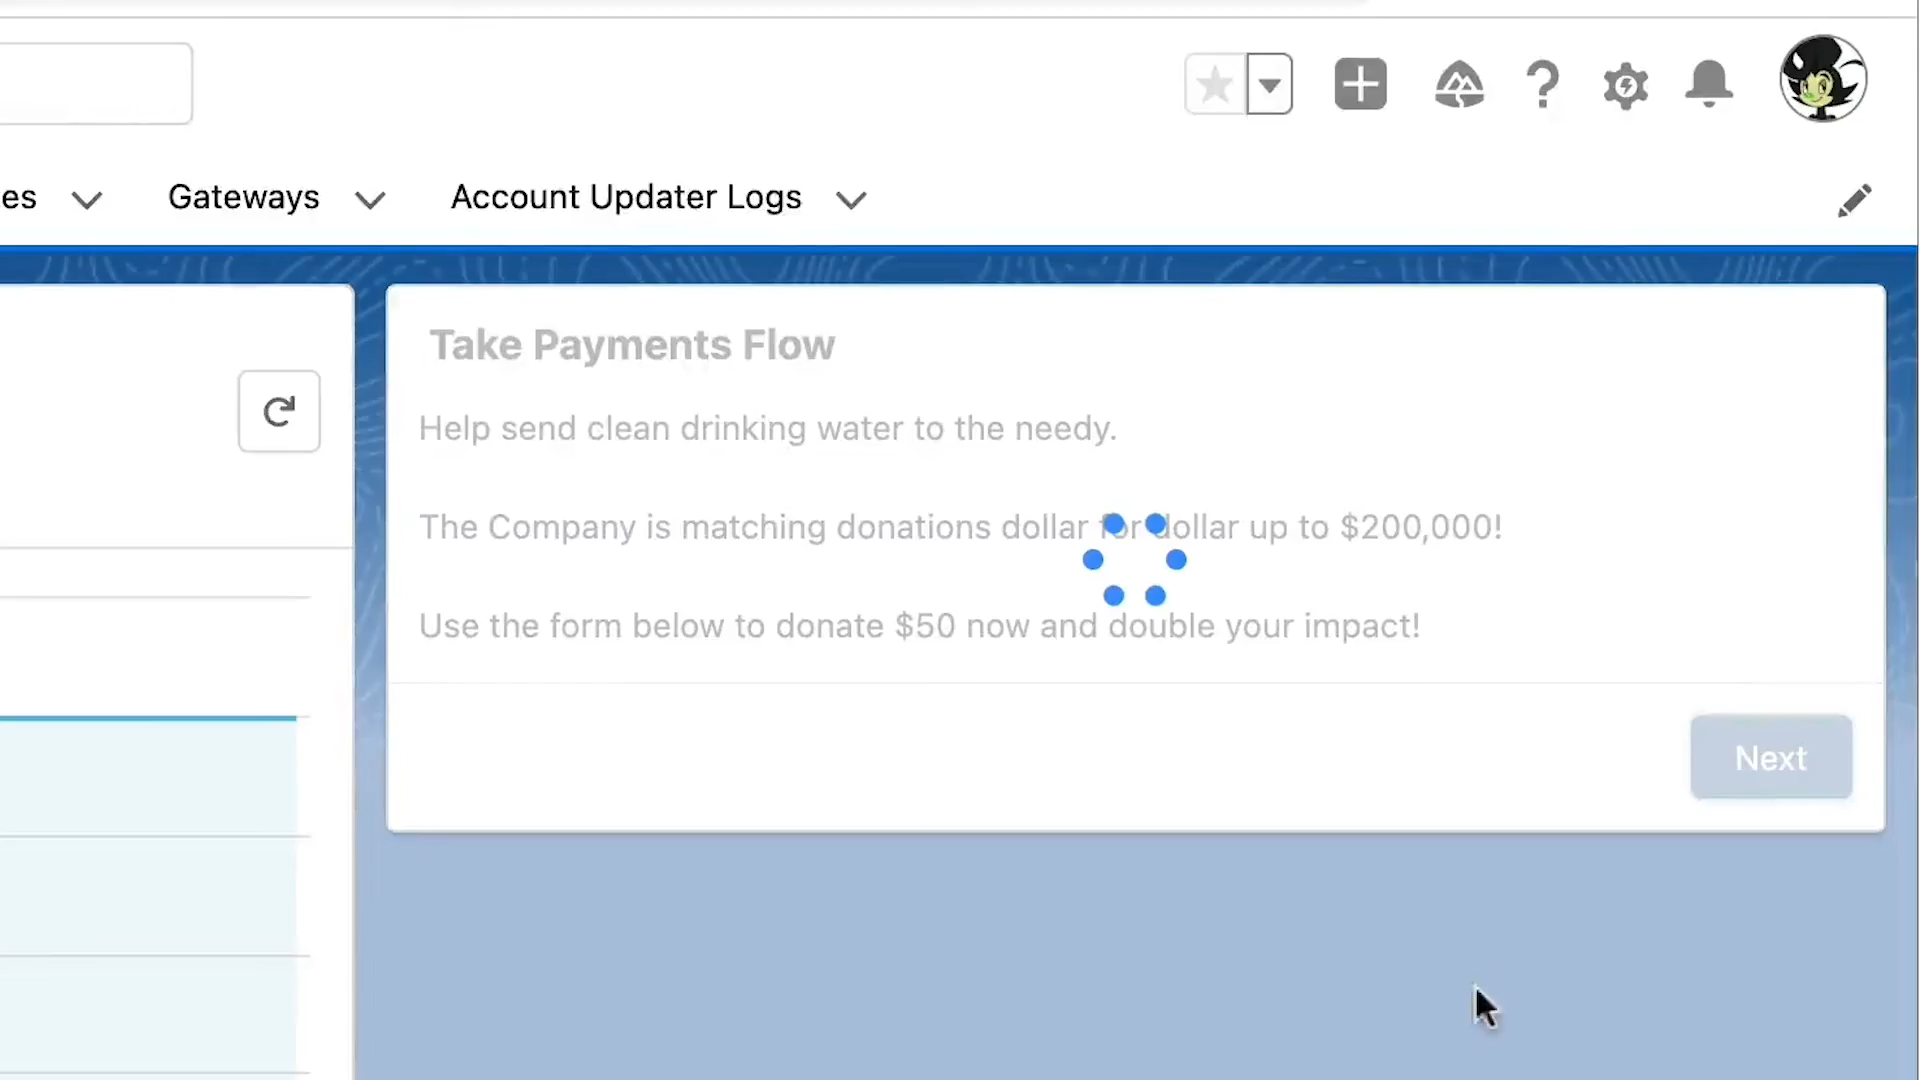 es
Gateways
Account Updater Logs
Take Payments Flow
Help send clean drinking water to the needy.
The Company is matching donations dollar for dollar up to $200,000!
Use the form below to donate $50 now and double your impact!
Next